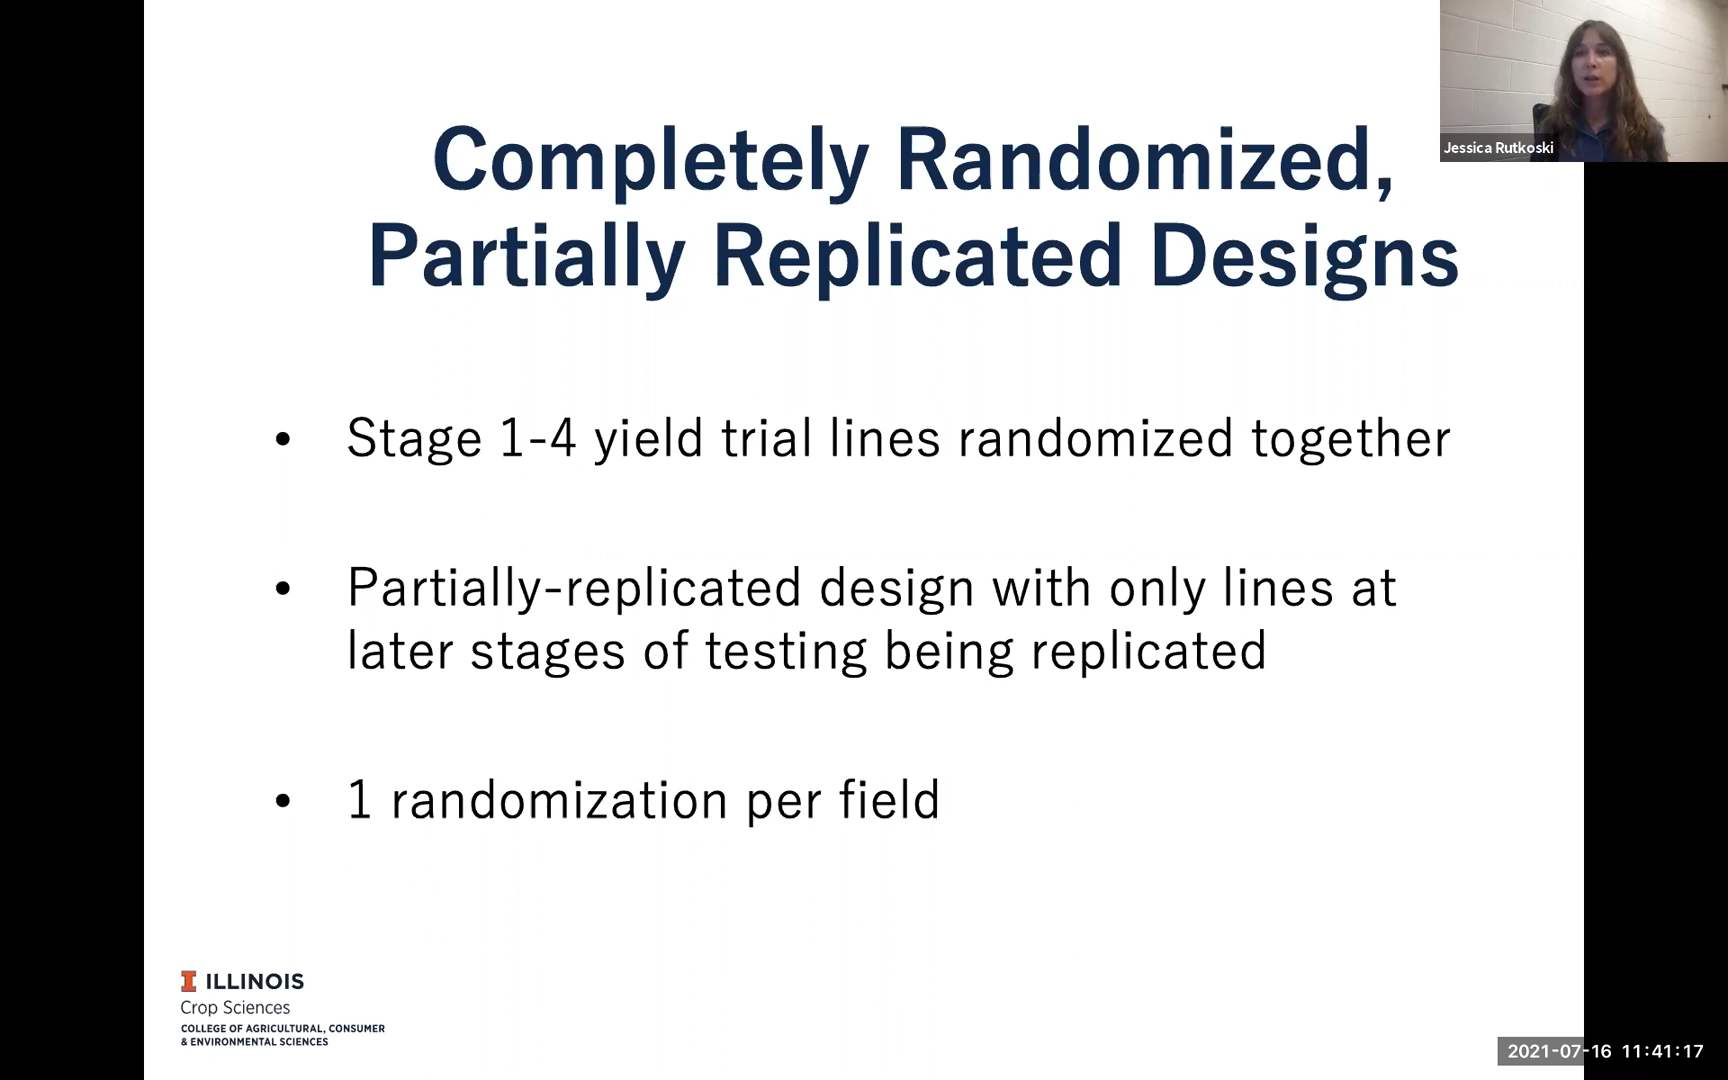 Completely Randomized,
Partially Replicated Designs
Jessica Rutkoski
• Stage 1-4 yield trial lines randomized together
• Partially-replicated design with only lines at
later stages of testing being replicated
• 1 randomization per field
I ILLINOIS
Crop Sciences
COLLEGE OF AGRICULTURAL, CONSUMER
& ENVIRONMENTAL SCIENCES
2021-07-16 11:41:17